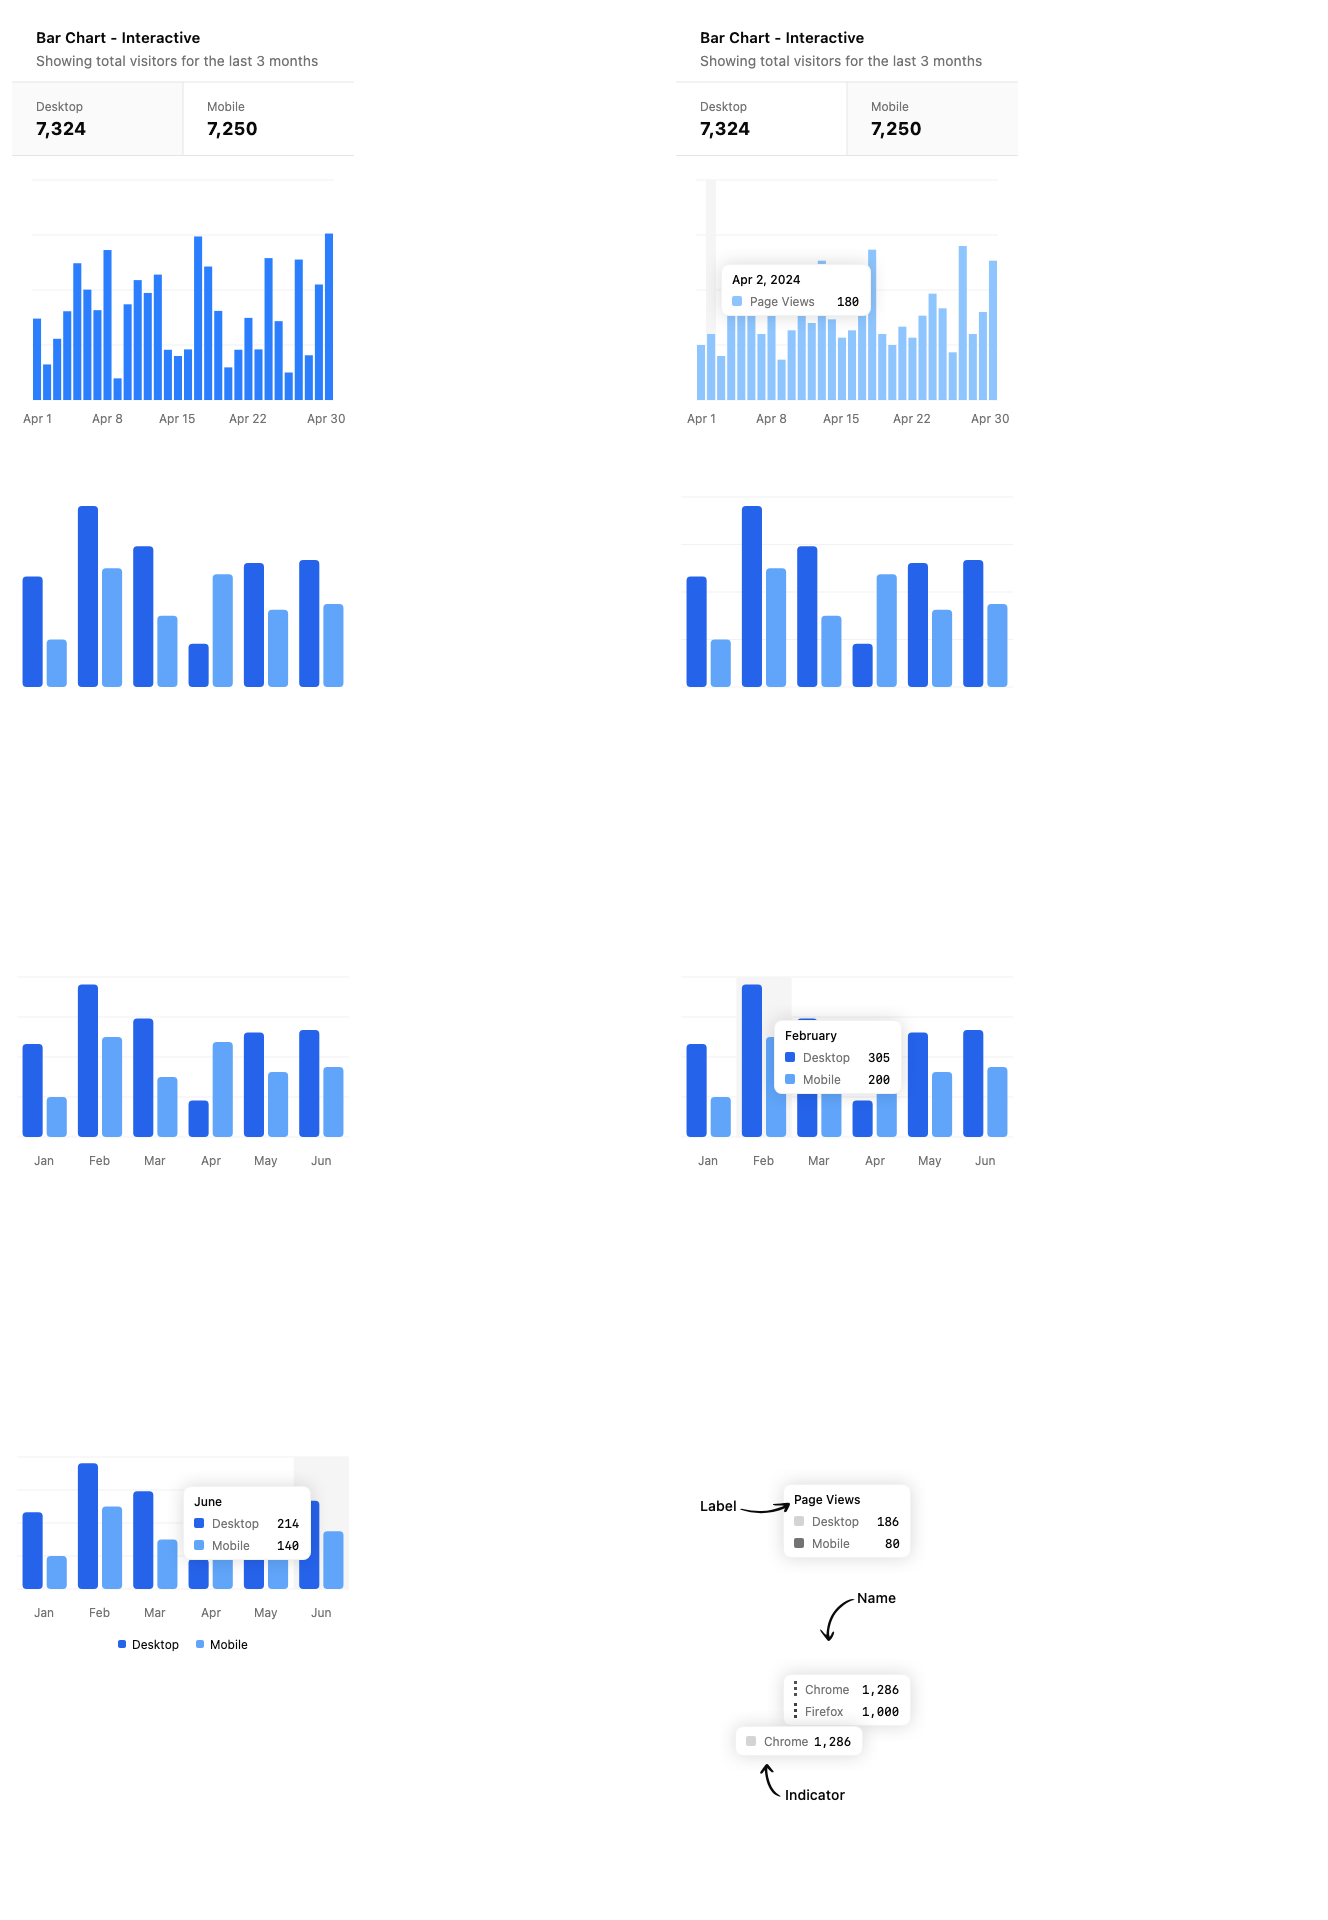 Bar Chart - Interactive
Showing total visitors for the last 3 months
Desktop
7,324
Mobile
7,250
Apr 1 Apr 8 Apr 15 Apr 22 Apr 30
Bar Chart - Interactive
Showing total visitors for the last 3 months
Desktop
7,324
Mobile
7,250
Apr 2, 2024
Page Views 180
Apr 1 Apr 8 Apr 15 Apr 22 Apr 30
Jan Feb Mar Apr May Jun
February
Desktop 305
Mobile 200
Jan Feb Mar Apr May Jun
June
Desktop 214
Mobile 140
Jan Feb Mar Apr May Jun
Desktop Mobile
Label
Page Views
Desktop 186
Mobile 80
Name
Chrome 1,286
Firefox 1,000
Chrome 1,286
Indicator